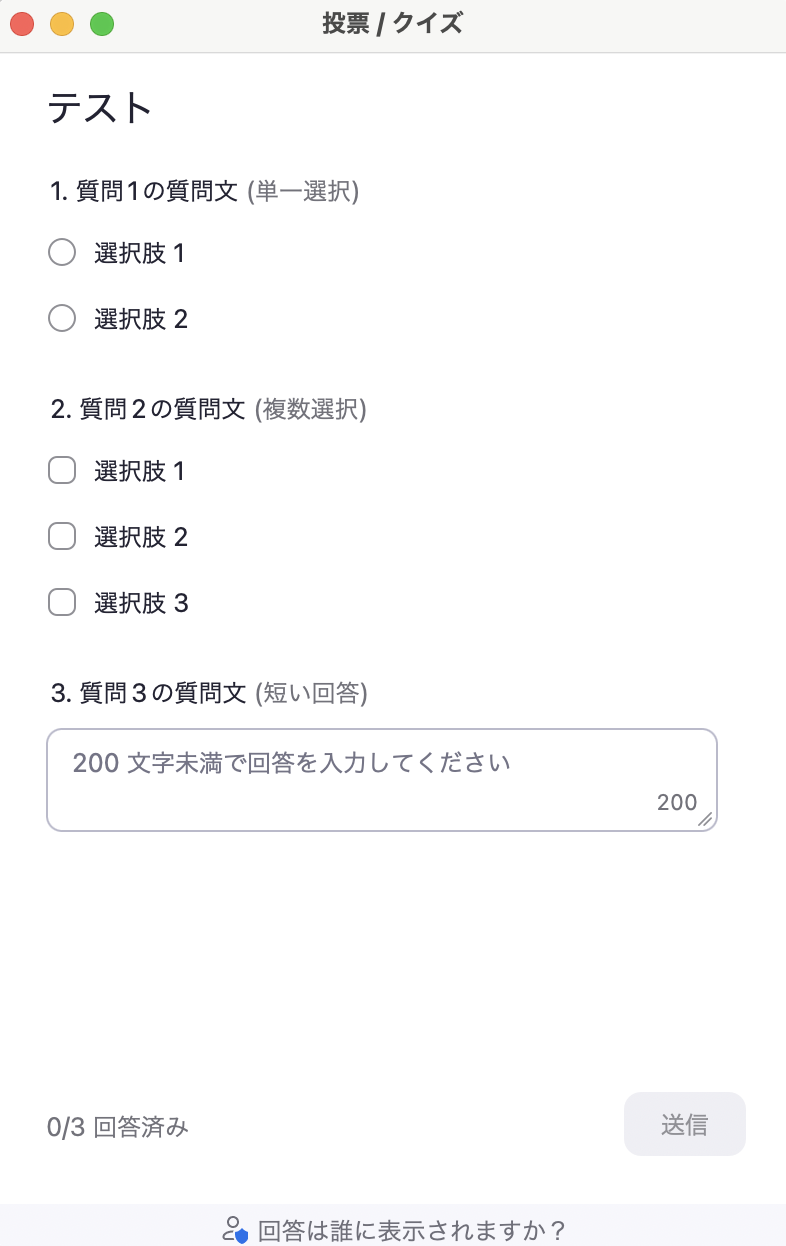 投票 / クイズ
テスト
1. 質問1の質問文 (単一選択)
選択肢 1
選択肢 2
2. 質問2の質問文 (複数選択)
選択肢 1
選択肢 2
選択肢 3
3. 質問3の質問文 (短い回答)
200 文字未満で回答を入力してください
200
0/3 回答済み
送信
回答は誰に表示されますか？